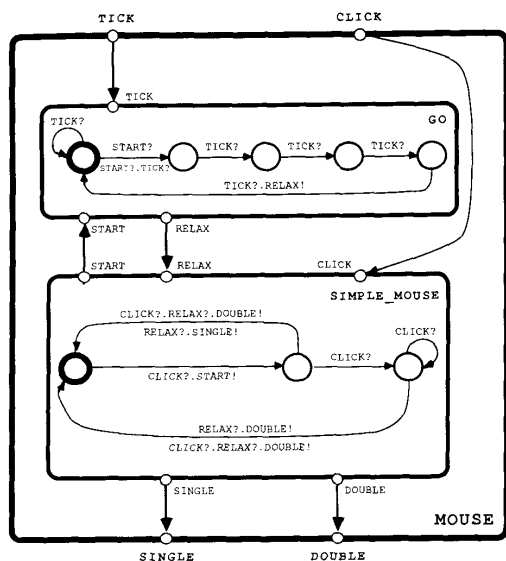 TICK
CLICK
TICK
GO
TICK?
START?
TICK?
TICK?
TICK?
START?.TICK?
TICK?.RELAX!
START
RELAX
START
RELAX
CLICK
SIMPLE_MOUSE
CLICK?.RELAX?.DOUBLE!
RELAX?.SINGLE!
CLICK?
CLICK?
CLICK?.START!
RELAX?.DOUBLE!
CLICK?.RELAX?.DOUBLE!
SINGLE
DOUBLE
MOUSE
SINGLE
DOUBLE